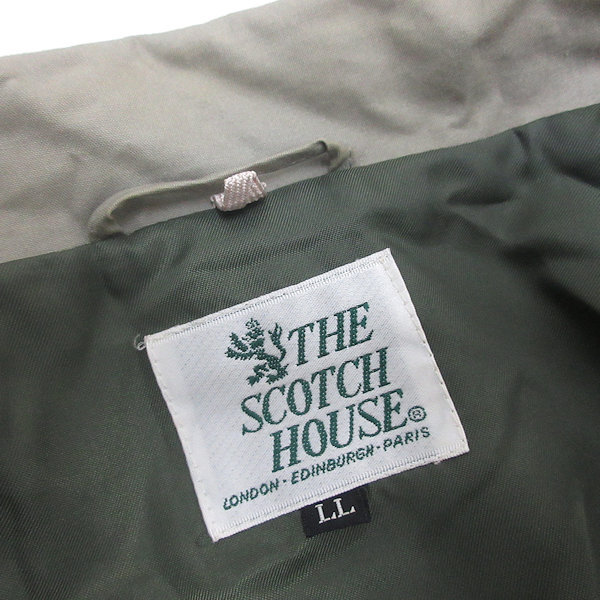 THE
SCOTCH
HOUSE®
LONDON·EDINBURGH·PARIS
LL